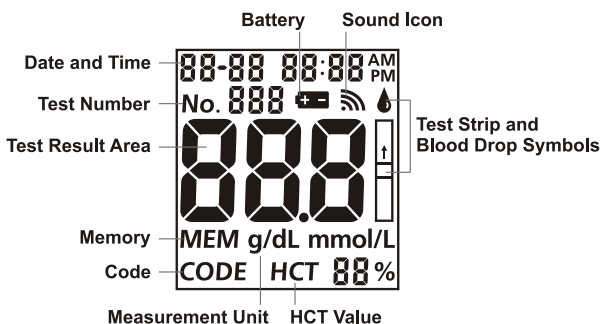 Battery Sound Icon
Date and Time 88-88 88:88 AM PM
Test Number No. 888
Test Result Area 88.8
Test Strip and
Blood Drop Symbols
Memory MEM g/dL mmol/L
Code CODE HCT 88%
Measurement Unit HCT Value